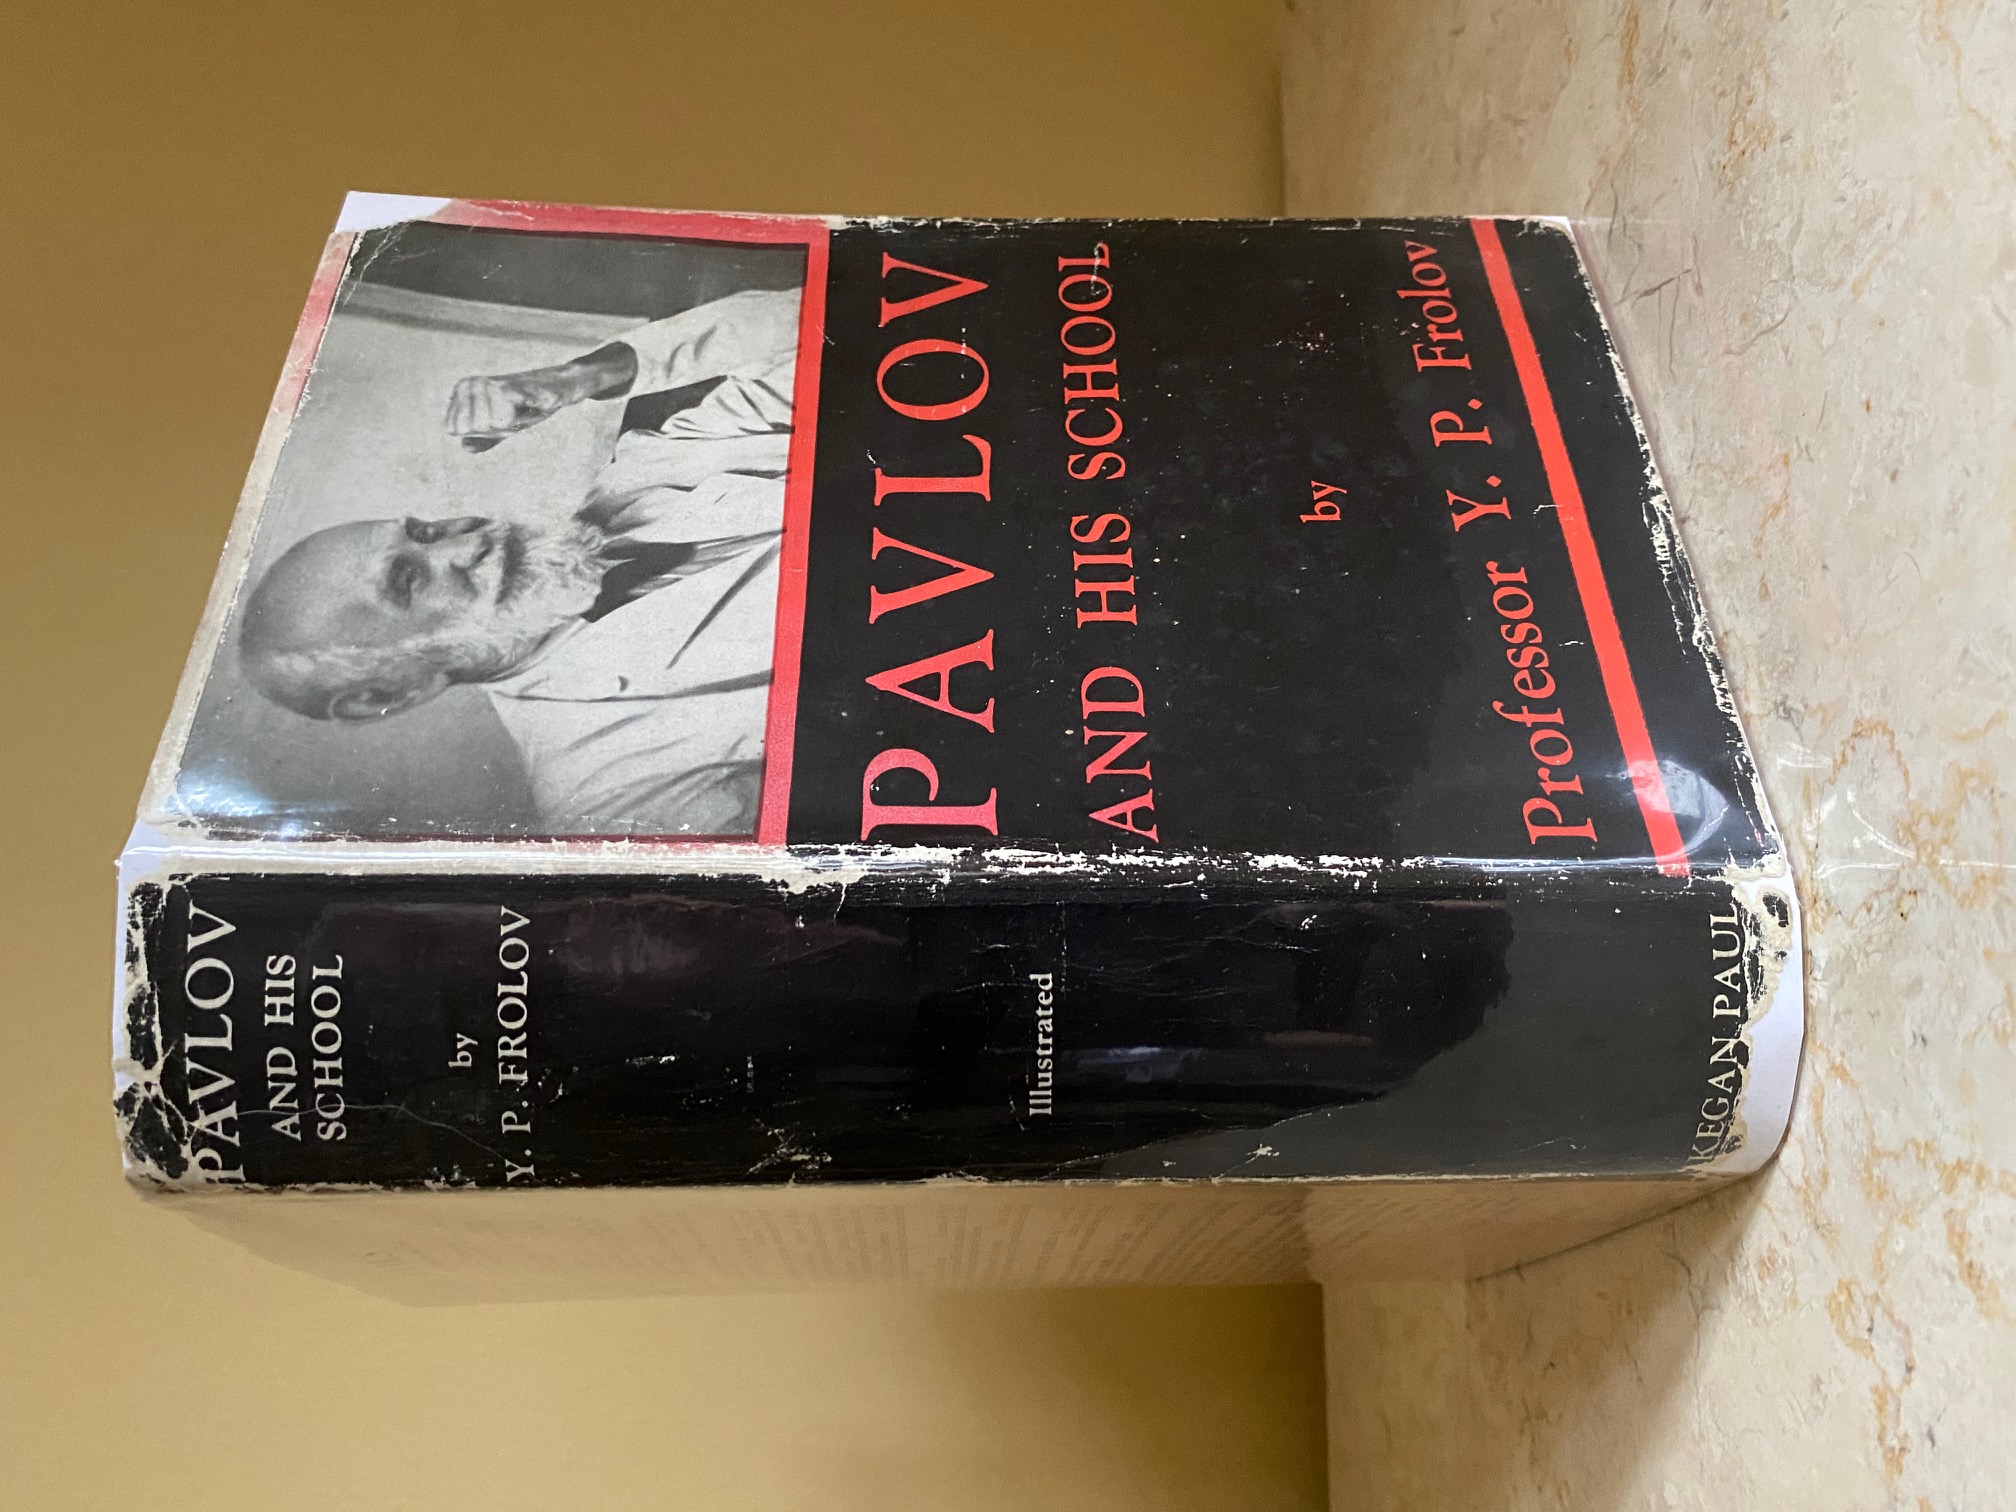 PAVLOV
AND HIS
SCHOOL
by
Y. P. FROLOV
Illustrated
KEGAN PAUL
PAVLOV
AND HIS SCHOOL
by
Professor Y. P. Frolov